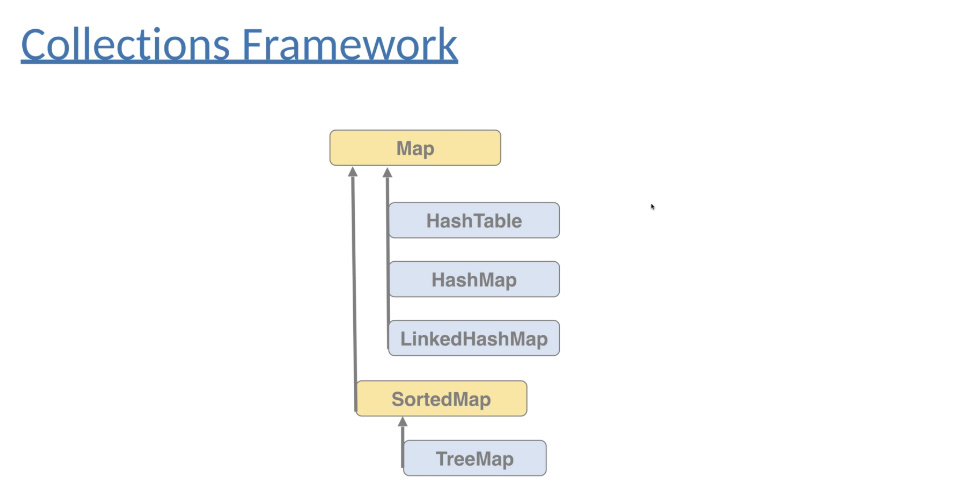 Collections Framework
Map
HashTable
HashMap
LinkedHashMap
SortedMap
TreeMap